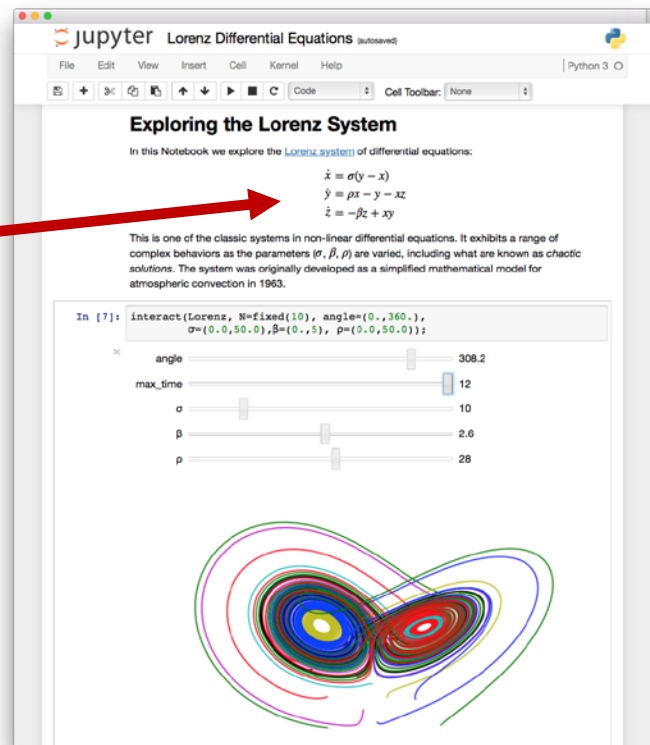 jupyter Lorenz Differential Equations (autosaved)
File Edit View Insert Cell Kernel Help Python 3
Code Cell Toolbar: None
Exploring the Lorenz System
In this Notebook we explore the Lorenz system of differential equations:
ẋ = σ(y − x)
ẏ = ρx − y − xz
ż = −βz + xy
This is one of the classic systems in non-linear differential equations. It exhibits a range of
complex behaviors as the parameters (σ, β, ρ) are varied, including what are known as chaotic
solutions. The system was originally developed as a simplified mathematical model for
atmospheric convection in 1963.
In [7]: interact(Lorenz, N=fixed(10), angle=(0.,360.),
σ=(0.0,50.0),β=(0.,5), ρ=(0.0,50.0));
angle 308.2
max_time 12
σ 10
β 2.6
ρ 28